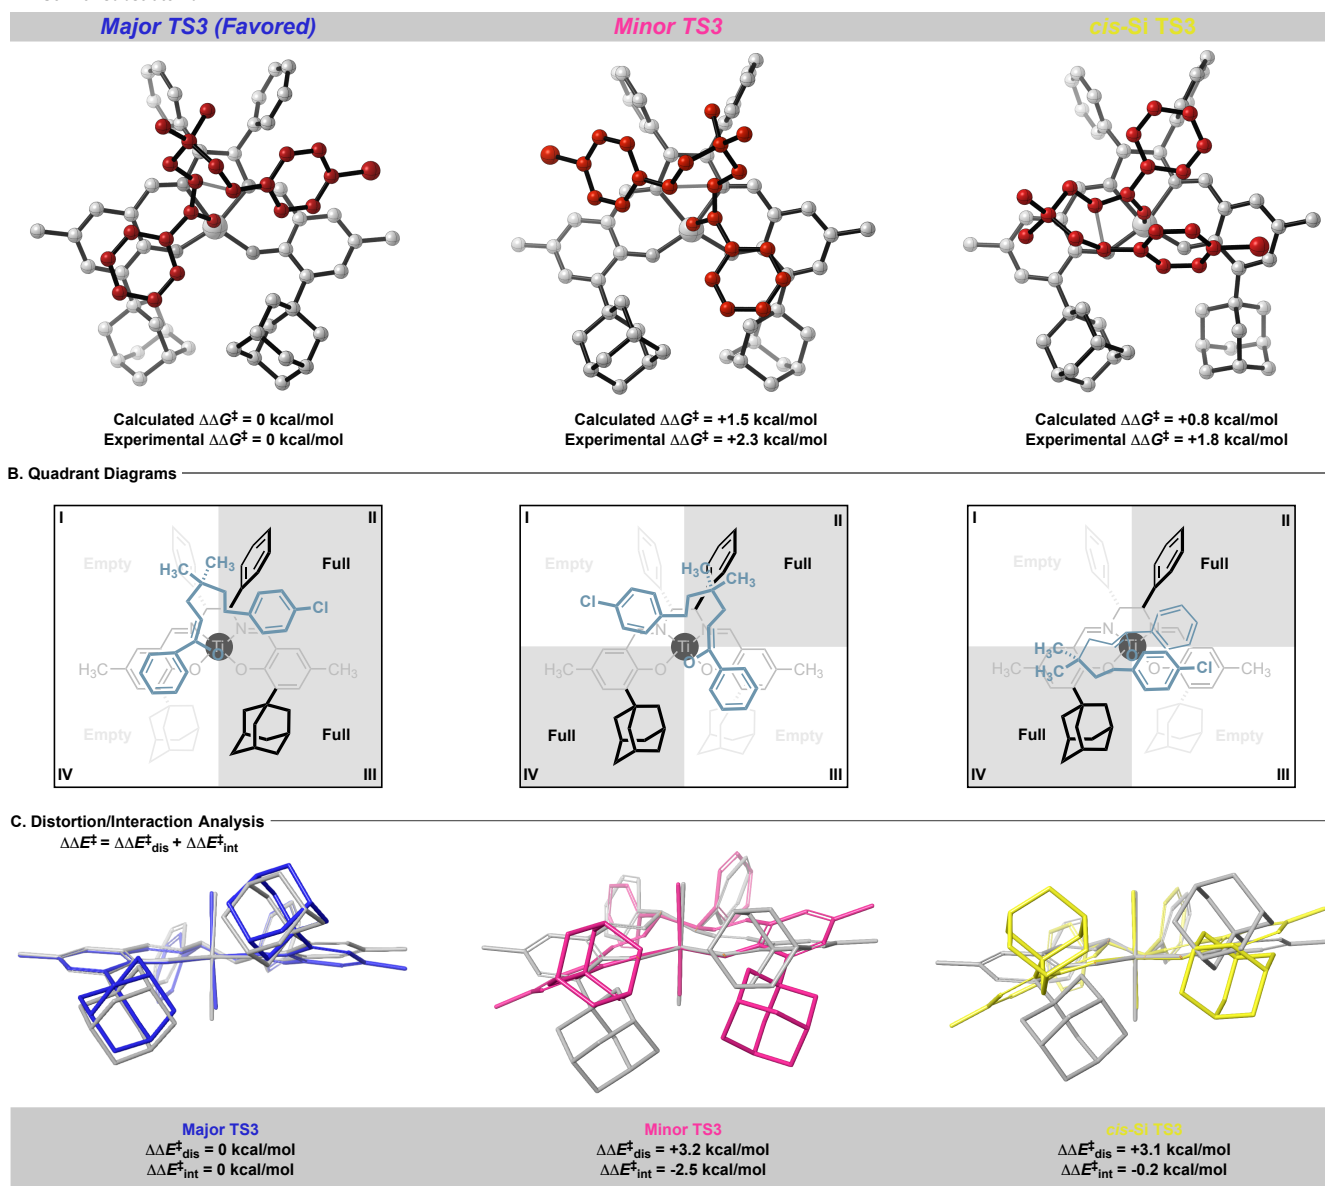 Major TS3 (Favored)
Minor TS3
cis-Si TS3
Calculated ΔΔG‡ = 0 kcal/mol
Experimental ΔΔG‡ = 0 kcal/mol
Calculated ΔΔG‡ = +1.5 kcal/mol
Experimental ΔΔG‡ = +2.3 kcal/mol
Calculated ΔΔG‡ = +0.8 kcal/mol
Experimental ΔΔG‡ = +1.8 kcal/mol
B. Quadrant Diagrams
I
II
Empty
Full
H3C
CH3
Cl
N
N
Ti
O
H3C
O
O
CH3
Empty
Full
IV
III
I
II
Empty
Full
H3C
CH3
Cl
N
N
Ti
O
H3C
O
O
CH3
Full
Empty
IV
III
I
II
Empty
Full
N
N
H3C
Ti
O
H3C
H3C
O
O
Cl
CH3
Full
Empty
IV
III
C. Distortion/Interaction Analysis
ΔΔE‡ = ΔΔE‡dis + ΔΔE‡int
Major TS3
ΔΔE‡dis = 0 kcal/mol
ΔΔE‡int = 0 kcal/mol
Minor TS3
ΔΔE‡dis = +3.2 kcal/mol
ΔΔE‡int = -2.5 kcal/mol
cis-Si TS3
ΔΔE‡dis = +3.1 kcal/mol
ΔΔE‡int = -0.2 kcal/mol